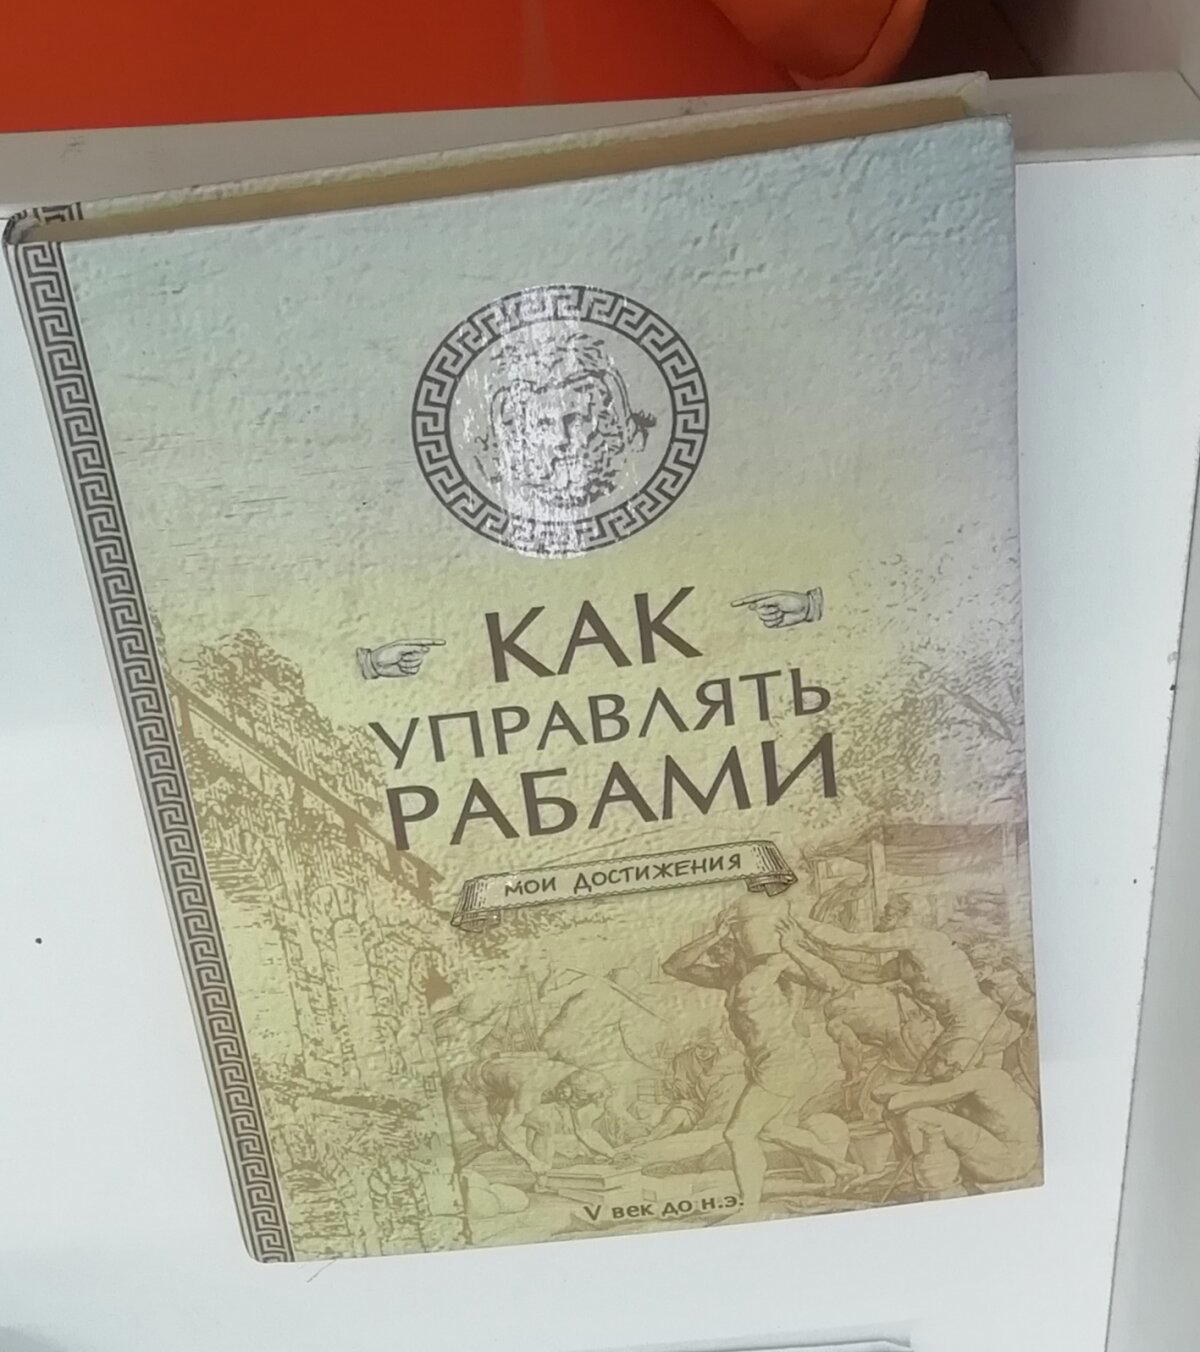 КАК
УПРАВЛЯТЬ
РАБАМИ
МОИ ДОСТИЖЕНИЯ
V век до н.э.